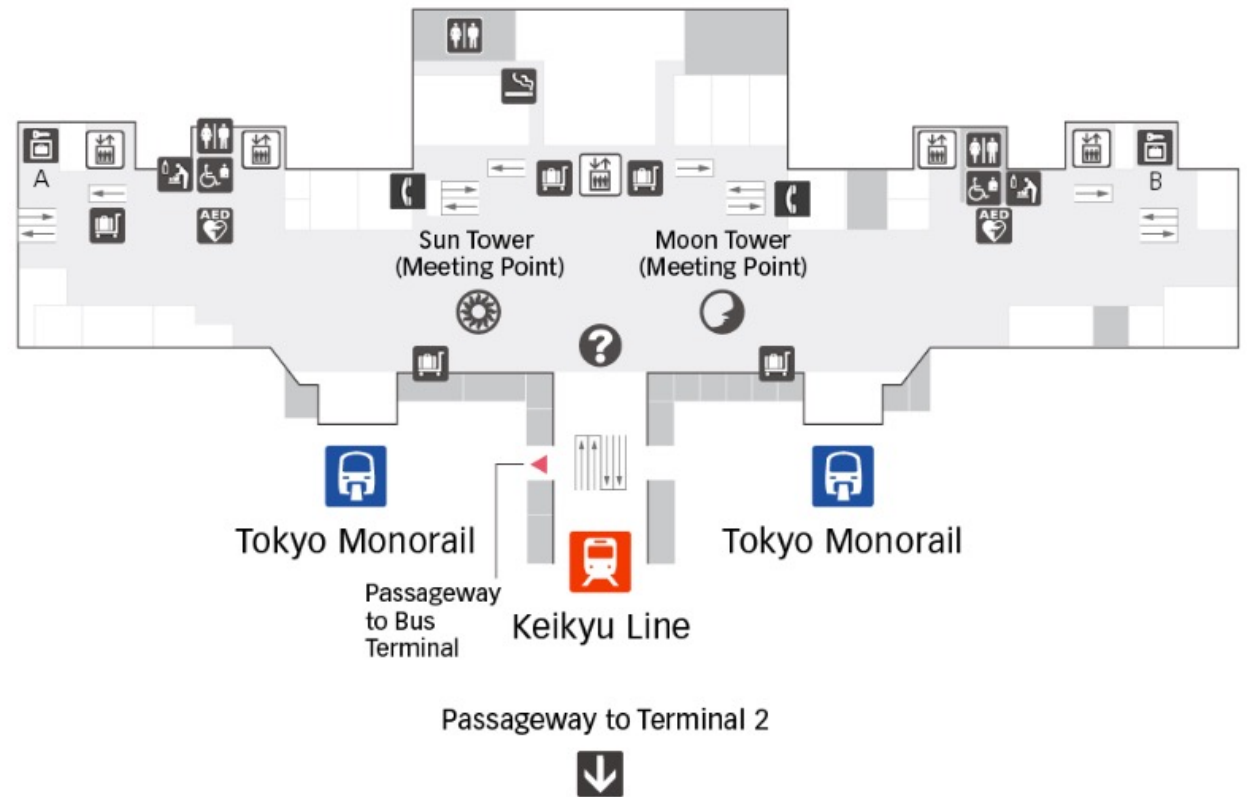 A
B
AED
AED
Sun Tower
(Meeting Point)
Moon Tower
(Meeting Point)
?
Tokyo Monorail
Tokyo Monorail
Passageway
to Bus
Terminal
Keikyu Line
Passageway to Terminal 2